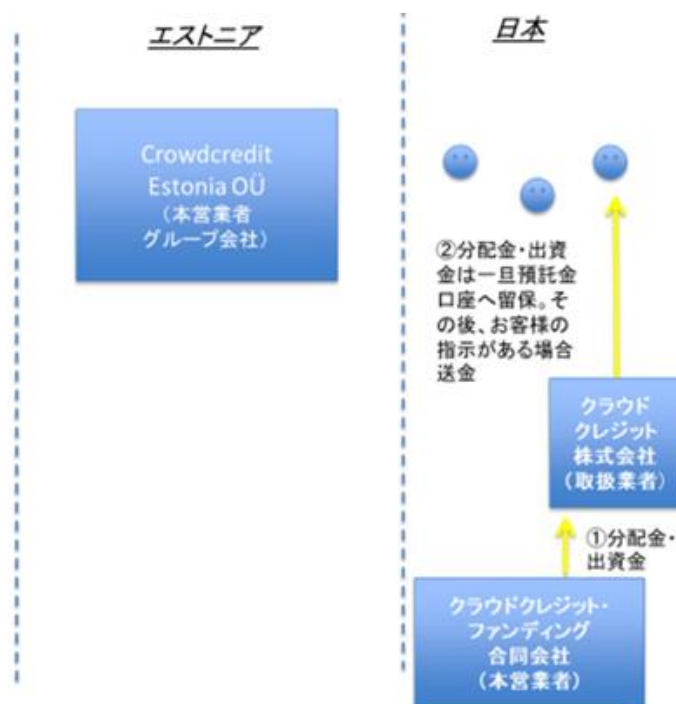 エストニア
日本
Crowdcredit
Estonia OÜ
（本営業者
グループ会社）
②分配金・出資
金は一旦預託金
口座へ留保。そ
の後、お客様の
指示がある場合
送金
クラウド
クレジット
株式会社
（取扱業者）
①分配金・
出資金
クラウドクレジット・
ファンディング
合同会社
（本営業者）